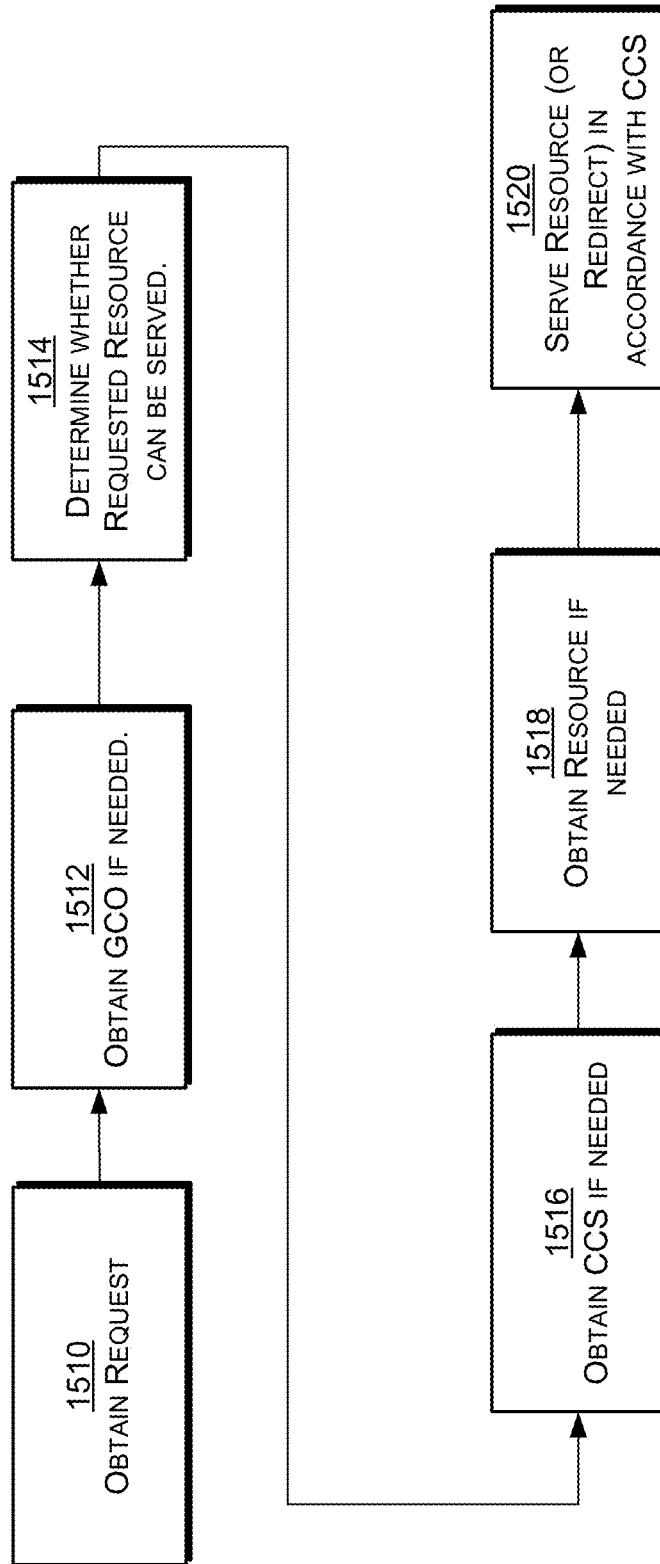 1510
OBTAIN REQUEST
1512
OBTAIN GCO IF NEEDED.
1514
DETERMINE WHETHER
REQUESTED RESOURCE
CAN BE SERVED.
1516
OBTAIN CCS IF NEEDED
1518
OBTAIN RESOURCE IF
NEEDED
1520
SERVE RESOURCE (OR
REDIRECT) IN
ACCORDANCE WITH CCS